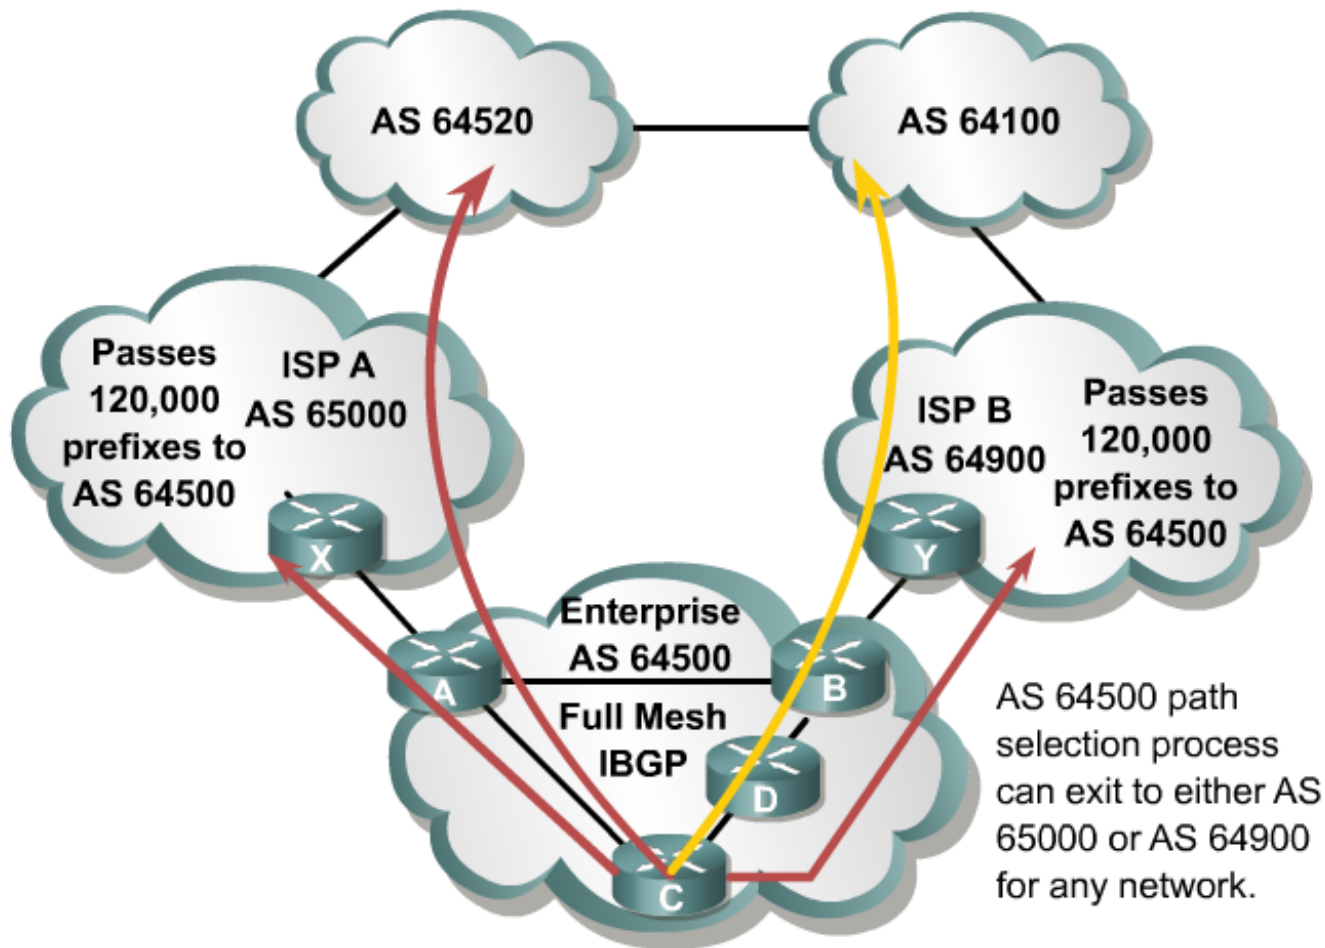 AS 64520
AS 64100
Passes
120,000
prefixes to
AS 64500
ISP A
AS 65000
ISP B
AS 64900
Passes
120,000
prefixes to
AS 64500
X
Y
Enterprise
AS 64500
A
B
Full Mesh
IBGP
D
C
AS 64500 path
selection process
can exit to either AS
65000 or AS 64900
for any network.